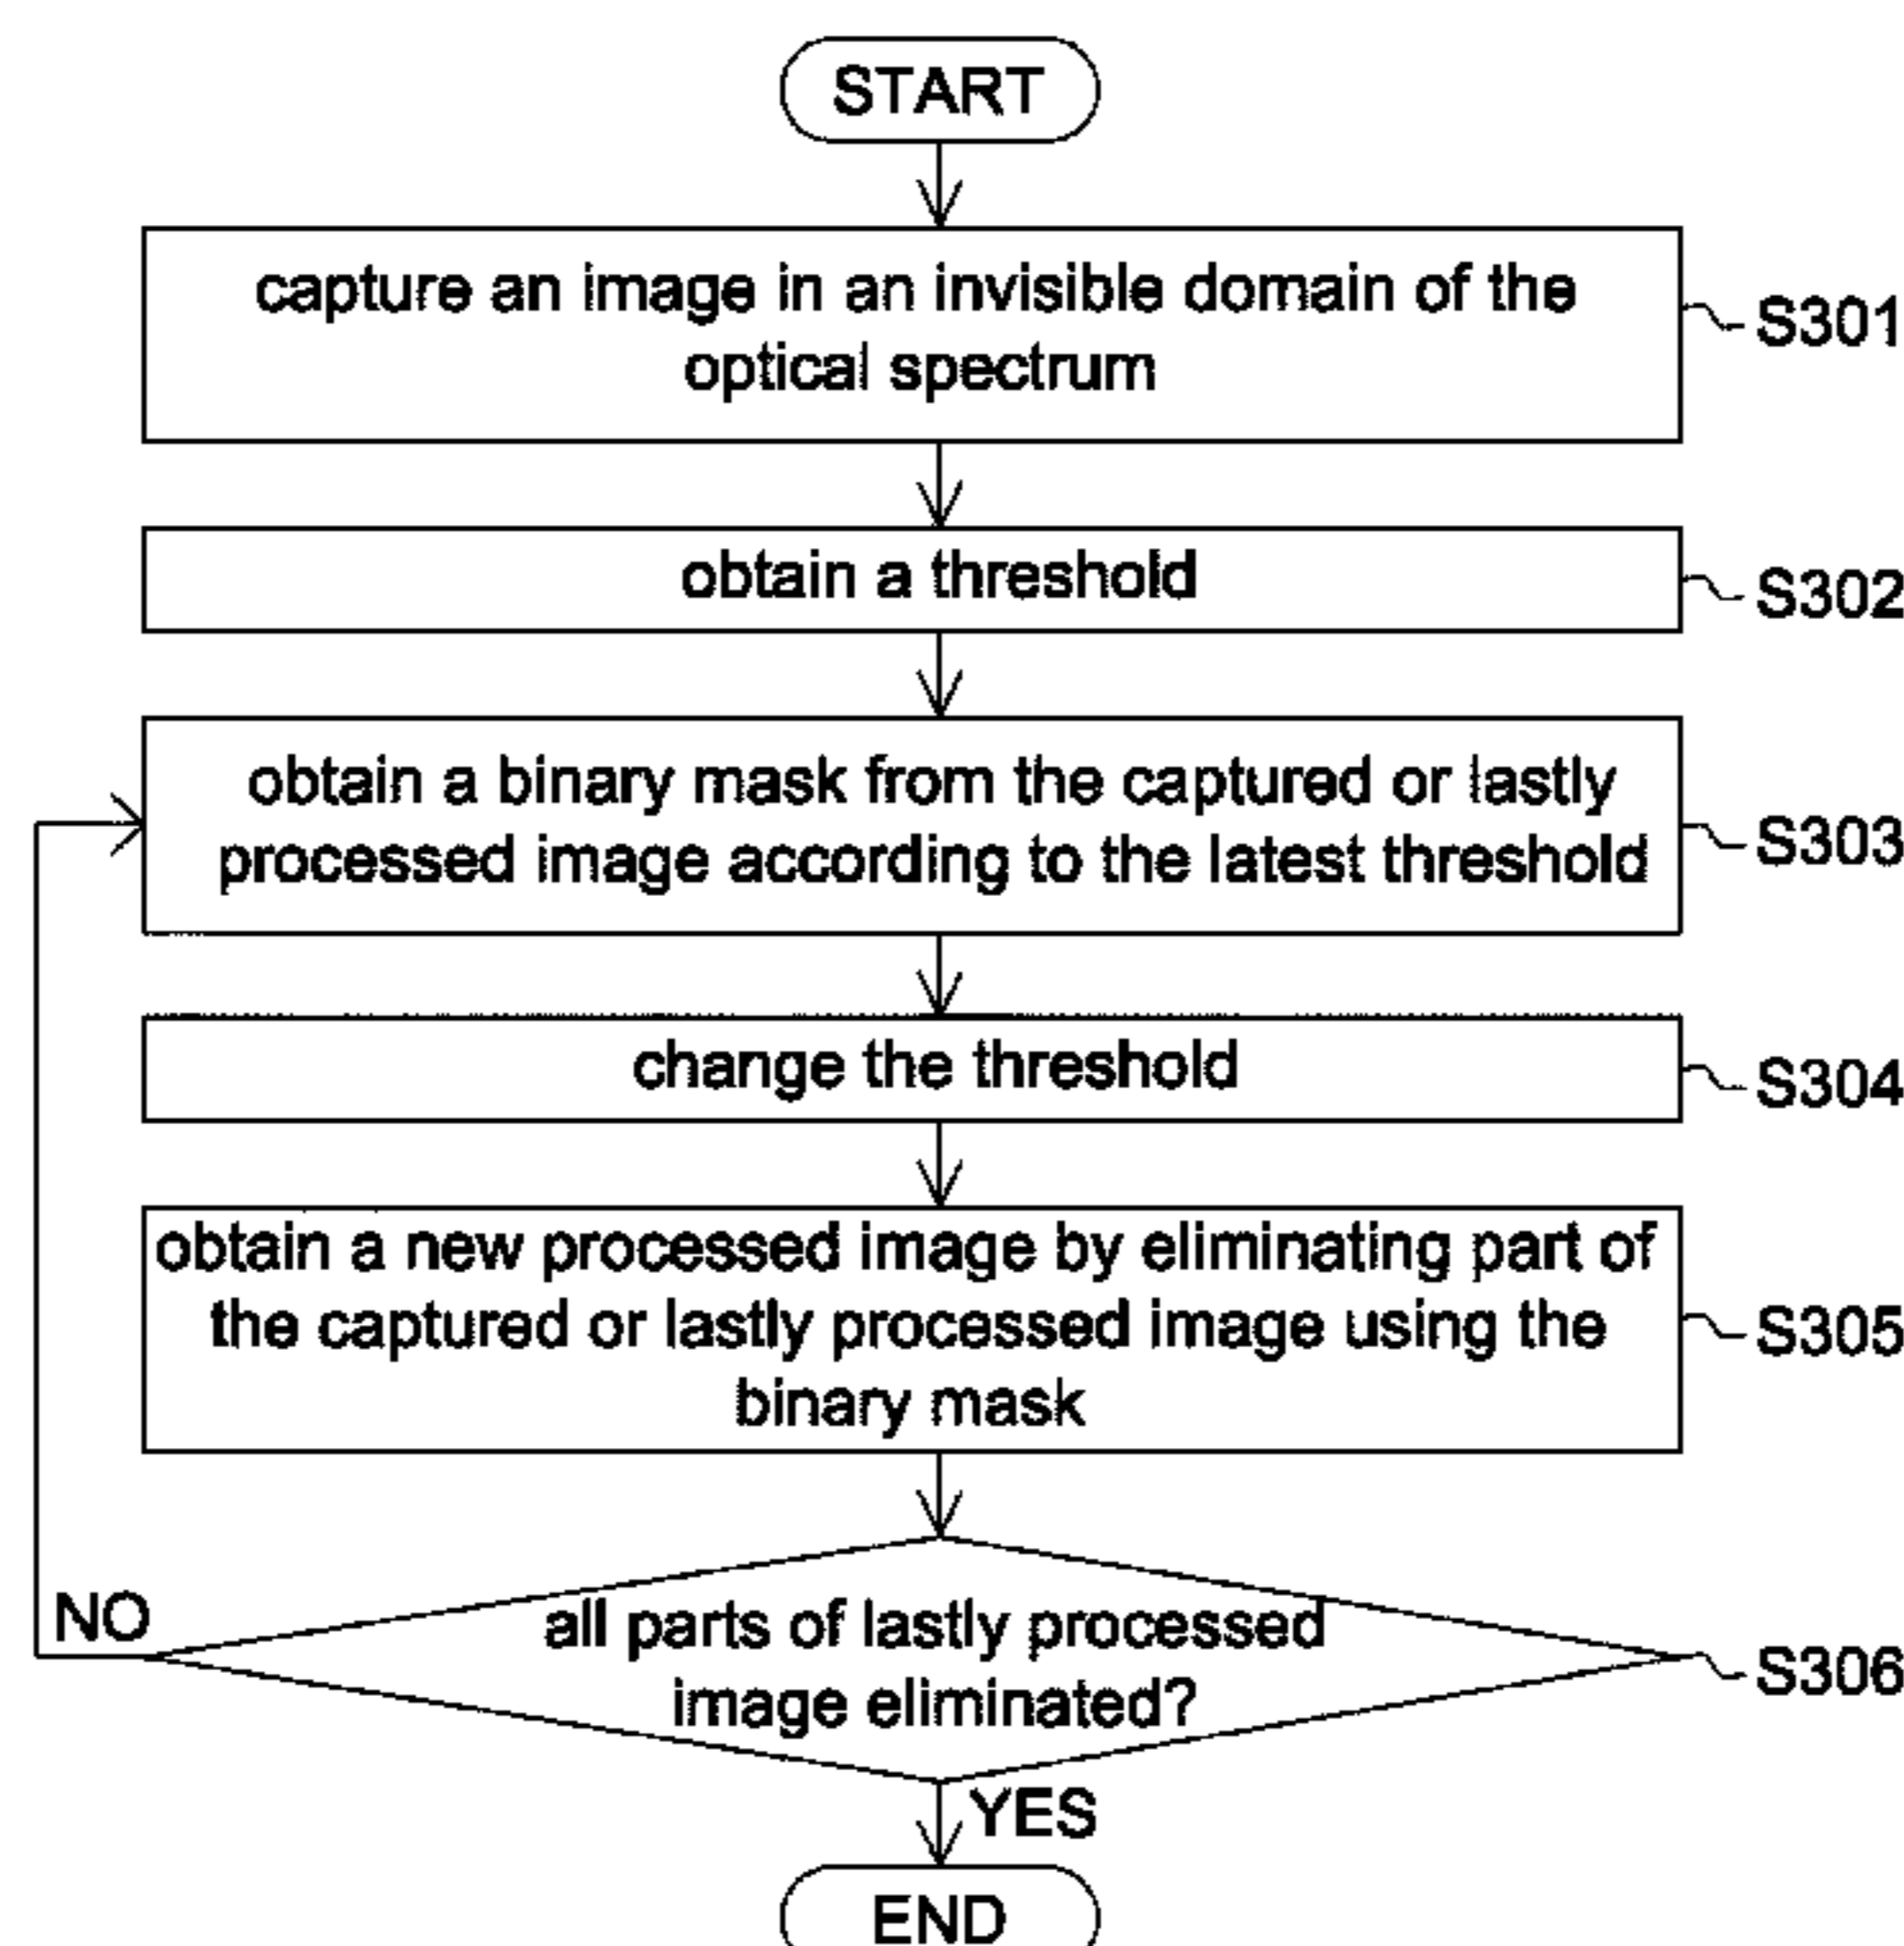 START
capture an image in an invisible domain of the
optical spectrum
S301
obtain a threshold
S302
obtain a binary mask from the captured or lastly
processed image according to the latest threshold
S303
change the threshold
S304
obtain a new processed image by eliminating part of
the captured or lastly processed image using the
binary mask
S305
all parts of lastly processed
image eliminated?
S306
NO
YES
END